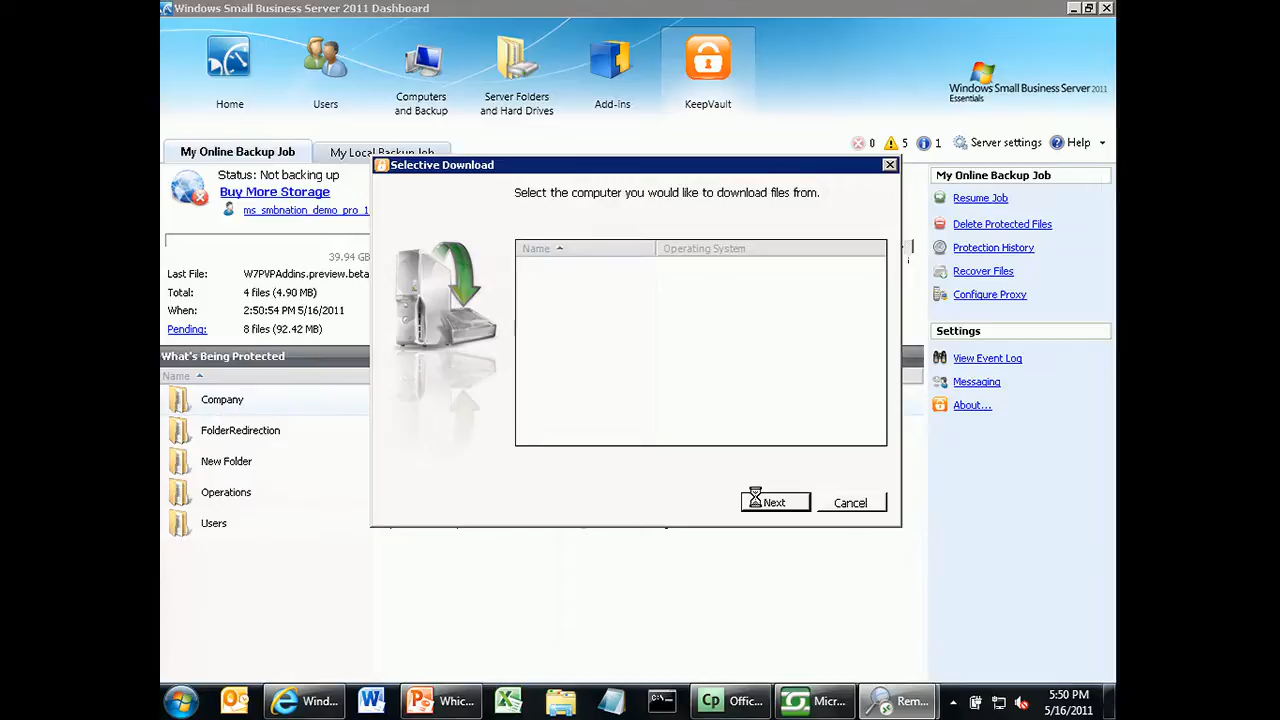 Windows Small Business Server 2011 Dashboard
Home
Users
Computers and Backup
Server Folders and Hard Drives
Add-ins
KeepVault
Windows Small Business Server 2011
Essentials
My Online Backup Job
My Local Backup Job
0
5
1
Server settings
Help
Status: Not backing up
Buy More Storage
ms_smbnation_demo_pro_1
39.94 GB
Last File: W7PVPAddins.preview.beta
Total: 4 files (4.90 MB)
When: 2:50:54 PM 5/16/2011
Pending: 8 files (92.42 MB)
What's Being Protected
Name
Company
FolderRedirection
New Folder
Operations
Users
Selective Download
Select the computer you would like to download files from.
Name
Operating System
Next
Cancel
My Online Backup Job
Resume Job
Delete Protected Files
Protection History
Recover Files
Configure Proxy
Settings
View Event Log
Messaging
About...
Wind...
Whic...
Cp
Offic...
Micr...
Rem...
5:50 PM
5/16/2011